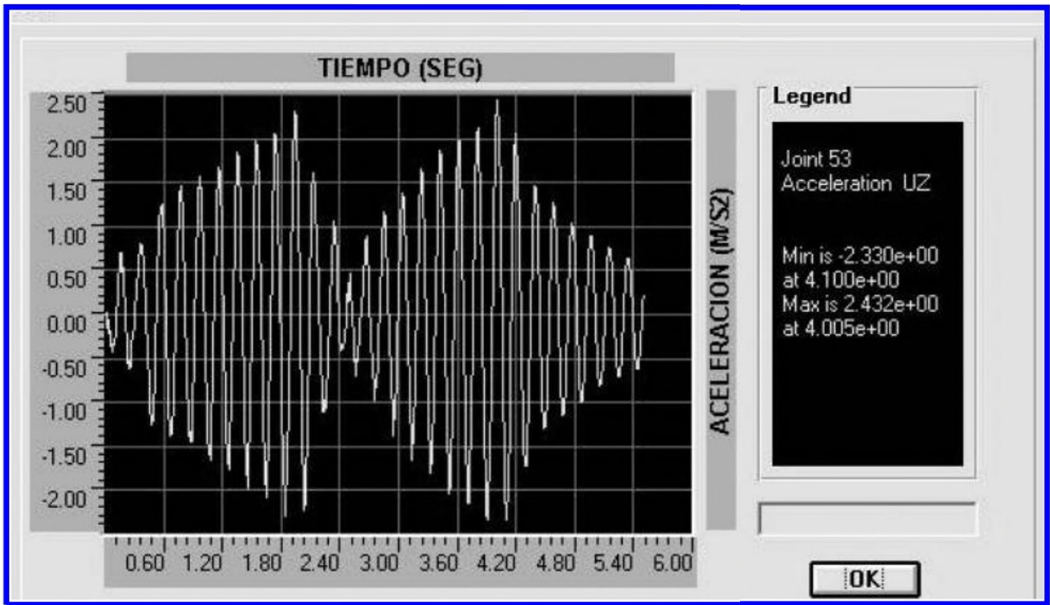 TIEMPO (SEG)
2.50
2.00
1.50
1.00
0.50
0.00
-0.50
-1.00
-1.50
-2.00
0.60 1.20 1.80 2.40 3.00 3.60 4.20 4.80 5.40 6.00
ACELERACION (M/S2)
Legend
Joint 53
Acceleration UZ
Min is -2.330e+00
at 4.100e+00
Max is 2.432e+00
at 4.005e+00
OK